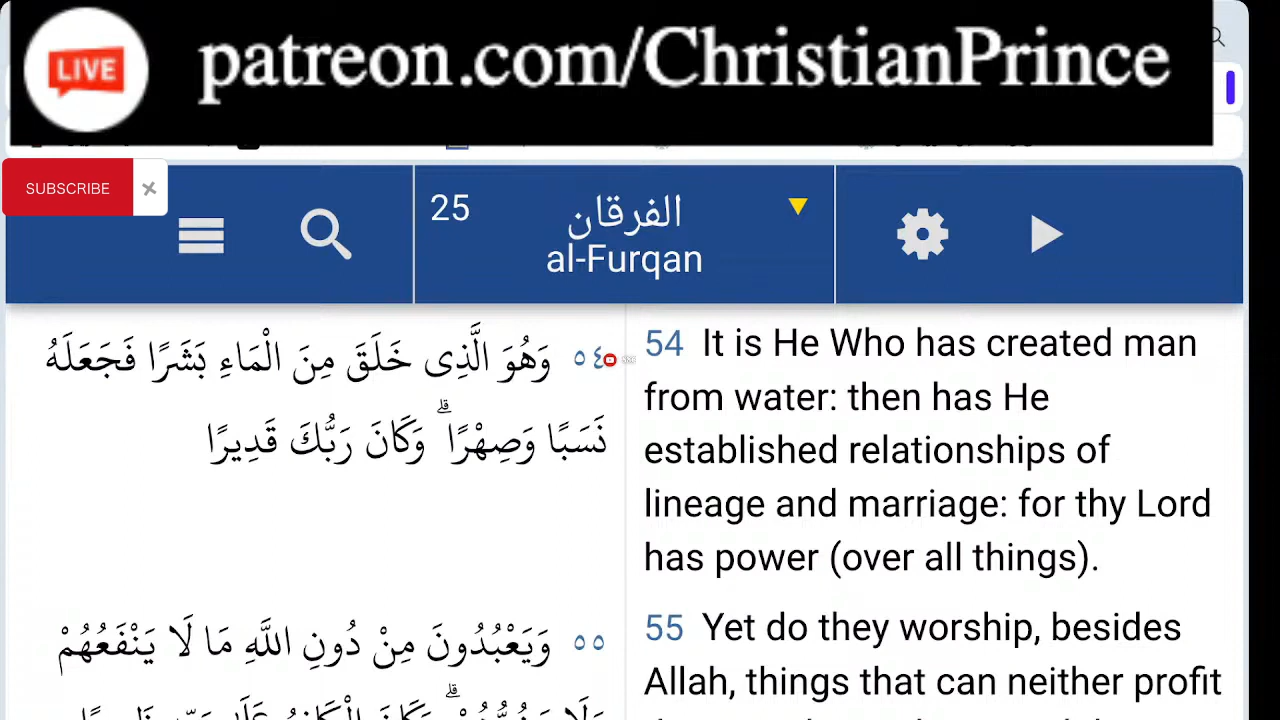 LIVE
patreon.com/ChristianPrince
SUBSCRIBE
25
الفرقان
al-Furqan
٥٤ وَهُوَ الَّذِى خَلَقَ مِنَ الْمَاءِ بَشَرًا فَجَعَلَهُ
نَسَبًا وَصِهْرًا ۗ وَكَانَ رَبُّكَ قَدِيرًا
54 It is He Who has created man
from water: then has He
established relationships of
lineage and marriage: for thy Lord
has power (over all things).
٥٥ وَيَعْبُدُونَ مِنْ دُونِ اللَّهِ مَا لَا يَنْفَعُهُمْ
55 Yet do they worship, besides
Allah, things that can neither profit